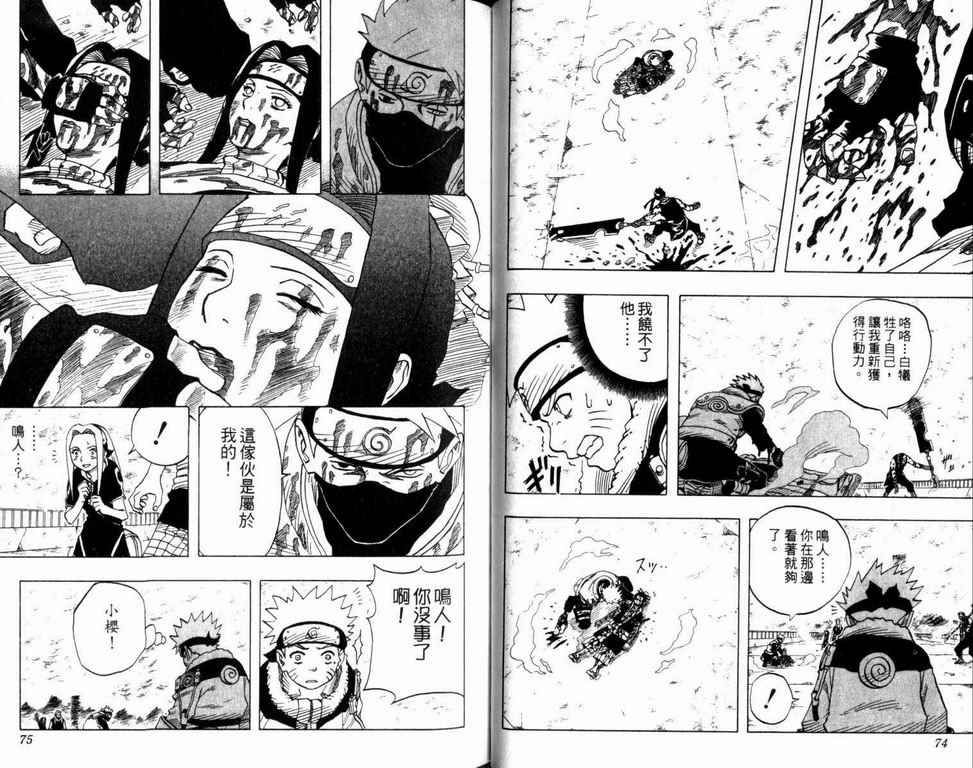 咯咯…白犧
牲了自己，
讓我重新獲
得行動力。
我饒不了
他……
鳴人……
你在那邊
看著就夠
了。
！
スッ‥
74
！
這傢伙是屬於
我的！
……
鳴人…？
鳴人！
你沒事了
啊！
小櫻！
75